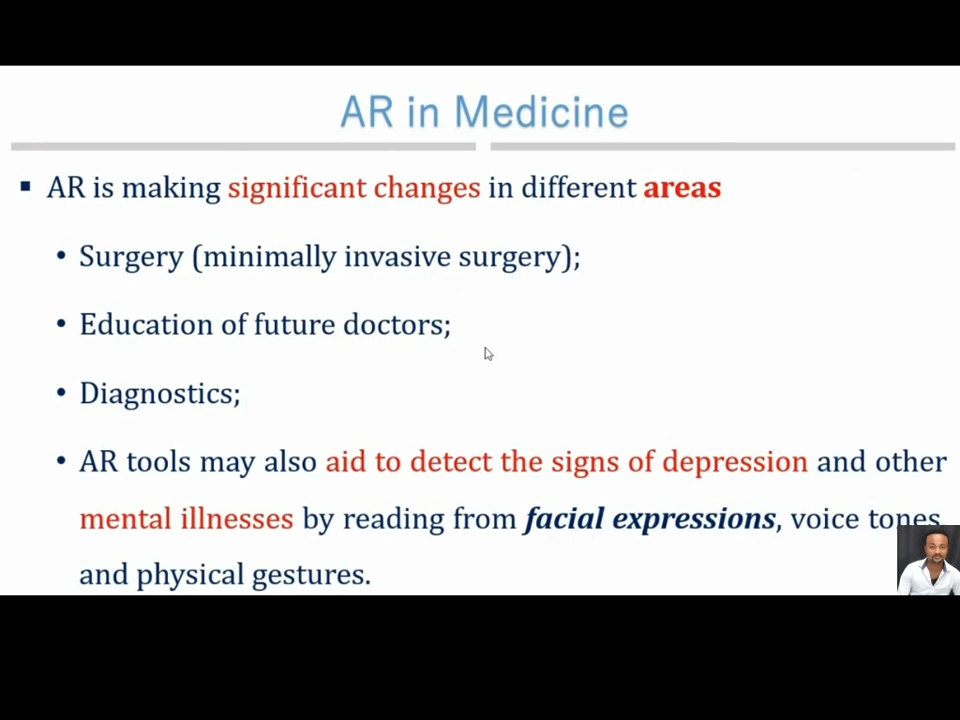 AR in Medicine
▪ AR is making significant changes in different areas
• Surgery (minimally invasive surgery);
• Education of future doctors;
• Diagnostics;
• AR tools may also aid to detect the signs of depression and other
mental illnesses by reading from facial expressions, voice tones
and physical gestures.